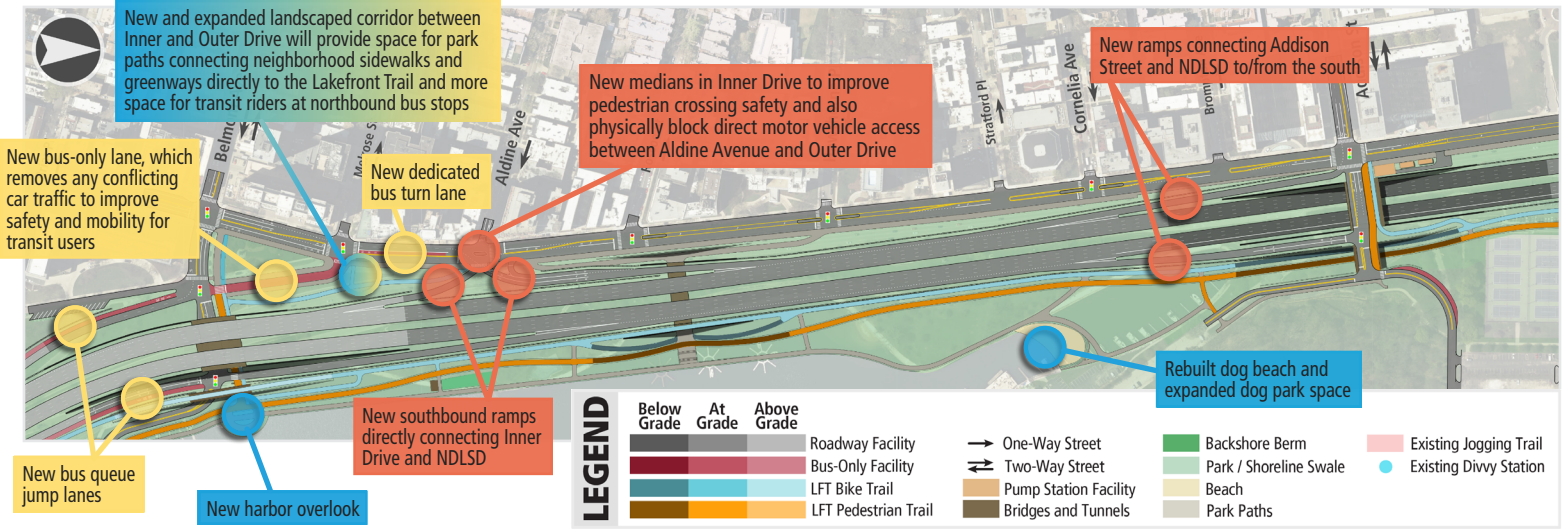 New and expanded landscaped corridor between
Inner and Outer Drive will provide space for park
paths connecting neighborhood sidewalks and
greenways directly to the Lakefront Trail and more
space for transit riders at northbound bus stops
New medians in Inner Drive to improve
pedestrian crossing safety and also
physically block direct motor vehicle access
between Aldine Avenue and Outer Drive
New ramps connecting Addison
Street and NDLSD to/from the south
New bus-only lane, which
removes any conflicting
car traffic to improve
safety and mobility for
transit users
New dedicated
bus turn lane
Aldine Ave
Stratford Pl
Cornelia Ave
New southbound ramps
directly connecting Inner
Drive and NDLSD
Rebuilt dog beach and
expanded dog park space
New bus queue
jump lanes
New harbor overlook
LEGEND
Below Grade
At Grade
Above Grade
Roadway Facility
Bus-Only Facility
LFT Bike Trail
LFT Pedestrian Trail
One-Way Street
Two-Way Street
Pump Station Facility
Bridges and Tunnels
Backshore Berm
Park / Shoreline Swale
Beach
Park Paths
Existing Jogging Trail
Existing Divvy Station